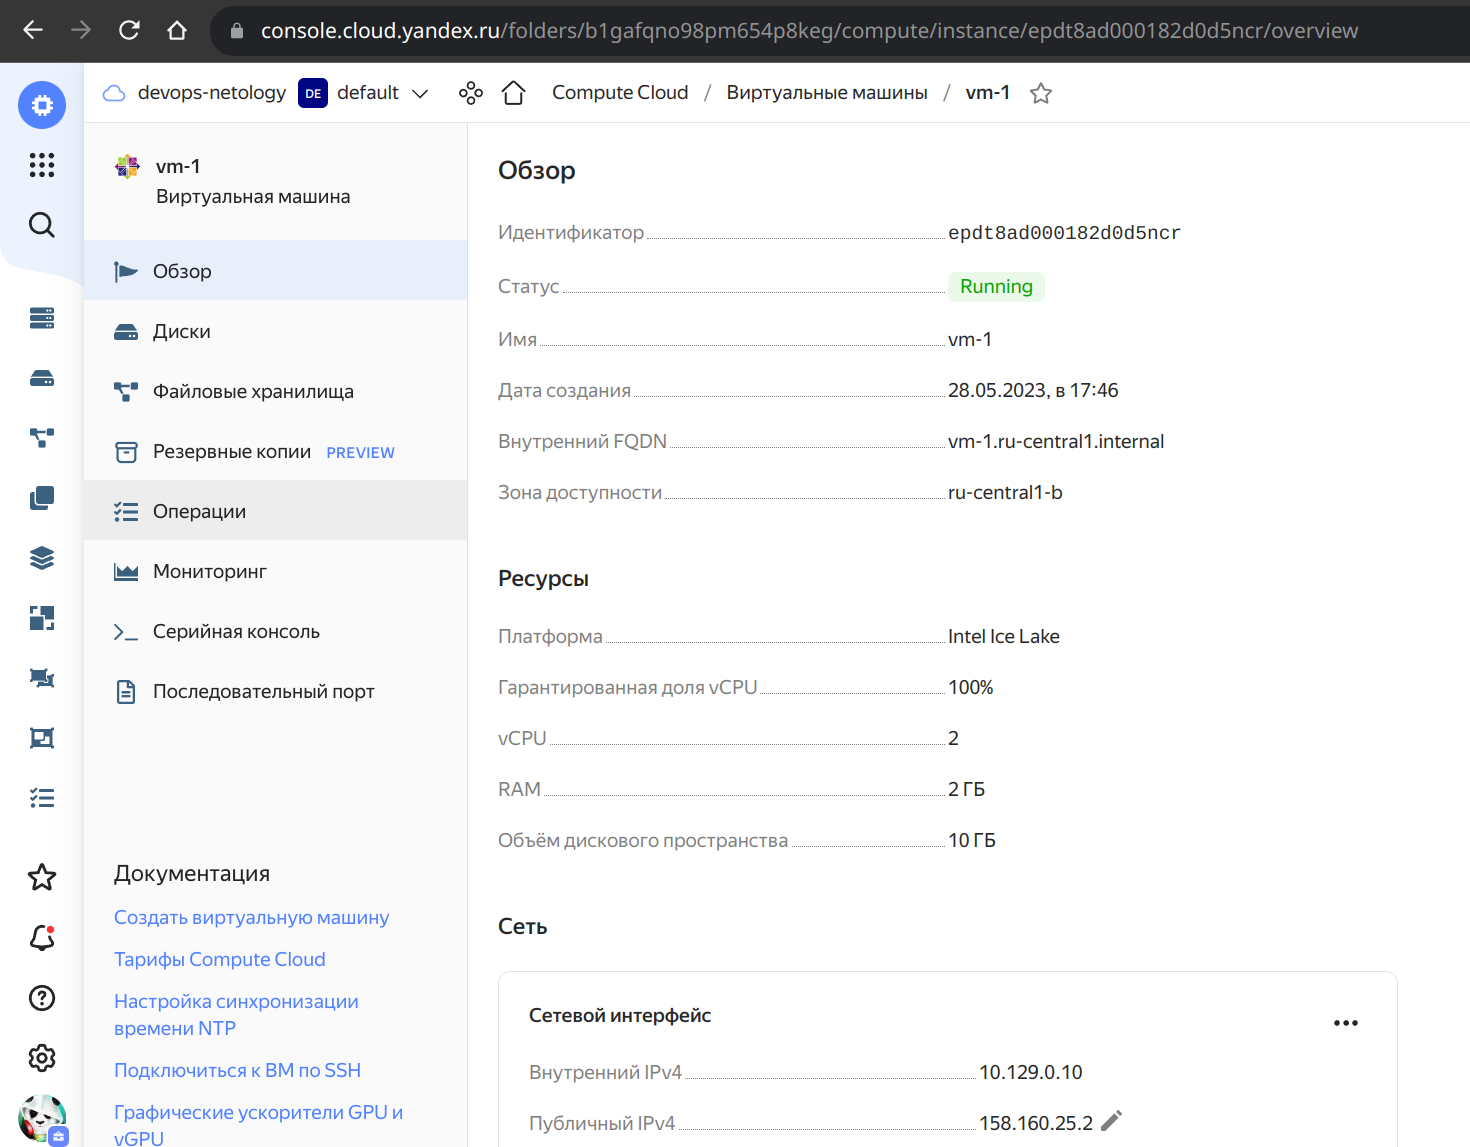 console.cloud.yandex.ru/folders/b1gafqno98pm654p8keg/compute/instance/epdt8ad000182d0d5ncr/overview
devops-netology DE default Compute Cloud / Виртуальные машины / vm-1
vm-1
Виртуальная машина
Обзор
Диски
Файловые хранилища
Резервные копии PREVIEW
Операции
Мониторинг
Серийная консоль
Последовательный порт
Документация
Создать виртуальную машину
Тарифы Compute Cloud
Настройка синхронизации
времени NTP
Подключиться к ВМ по SSH
Графические ускорители GPU и
vGPU
Обзор
Идентификатор epdt8ad000182d0d5ncr
Статус Running
Имя vm-1
Дата создания 28.05.2023, в 17:46
Внутренний FQDN vm-1.ru-central1.internal
Зона доступности ru-central1-b
Ресурсы
Платформа Intel Ice Lake
Гарантированная доля vCPU 100%
vCPU 2
RAM 2 ГБ
Объём дискового пространства 10 ГБ
Сеть
Сетевой интерфейс
Внутренний IPv4 10.129.0.10
Публичный IPv4 158.160.25.2